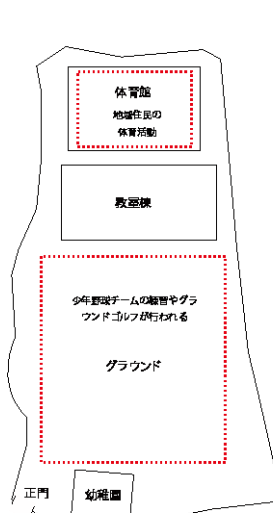 体育館
地域住民の
体育活動
教室棟
少年野球チームの練習やグラ
ウンドゴルフが行われる
グラウンド
正門
幼稚園